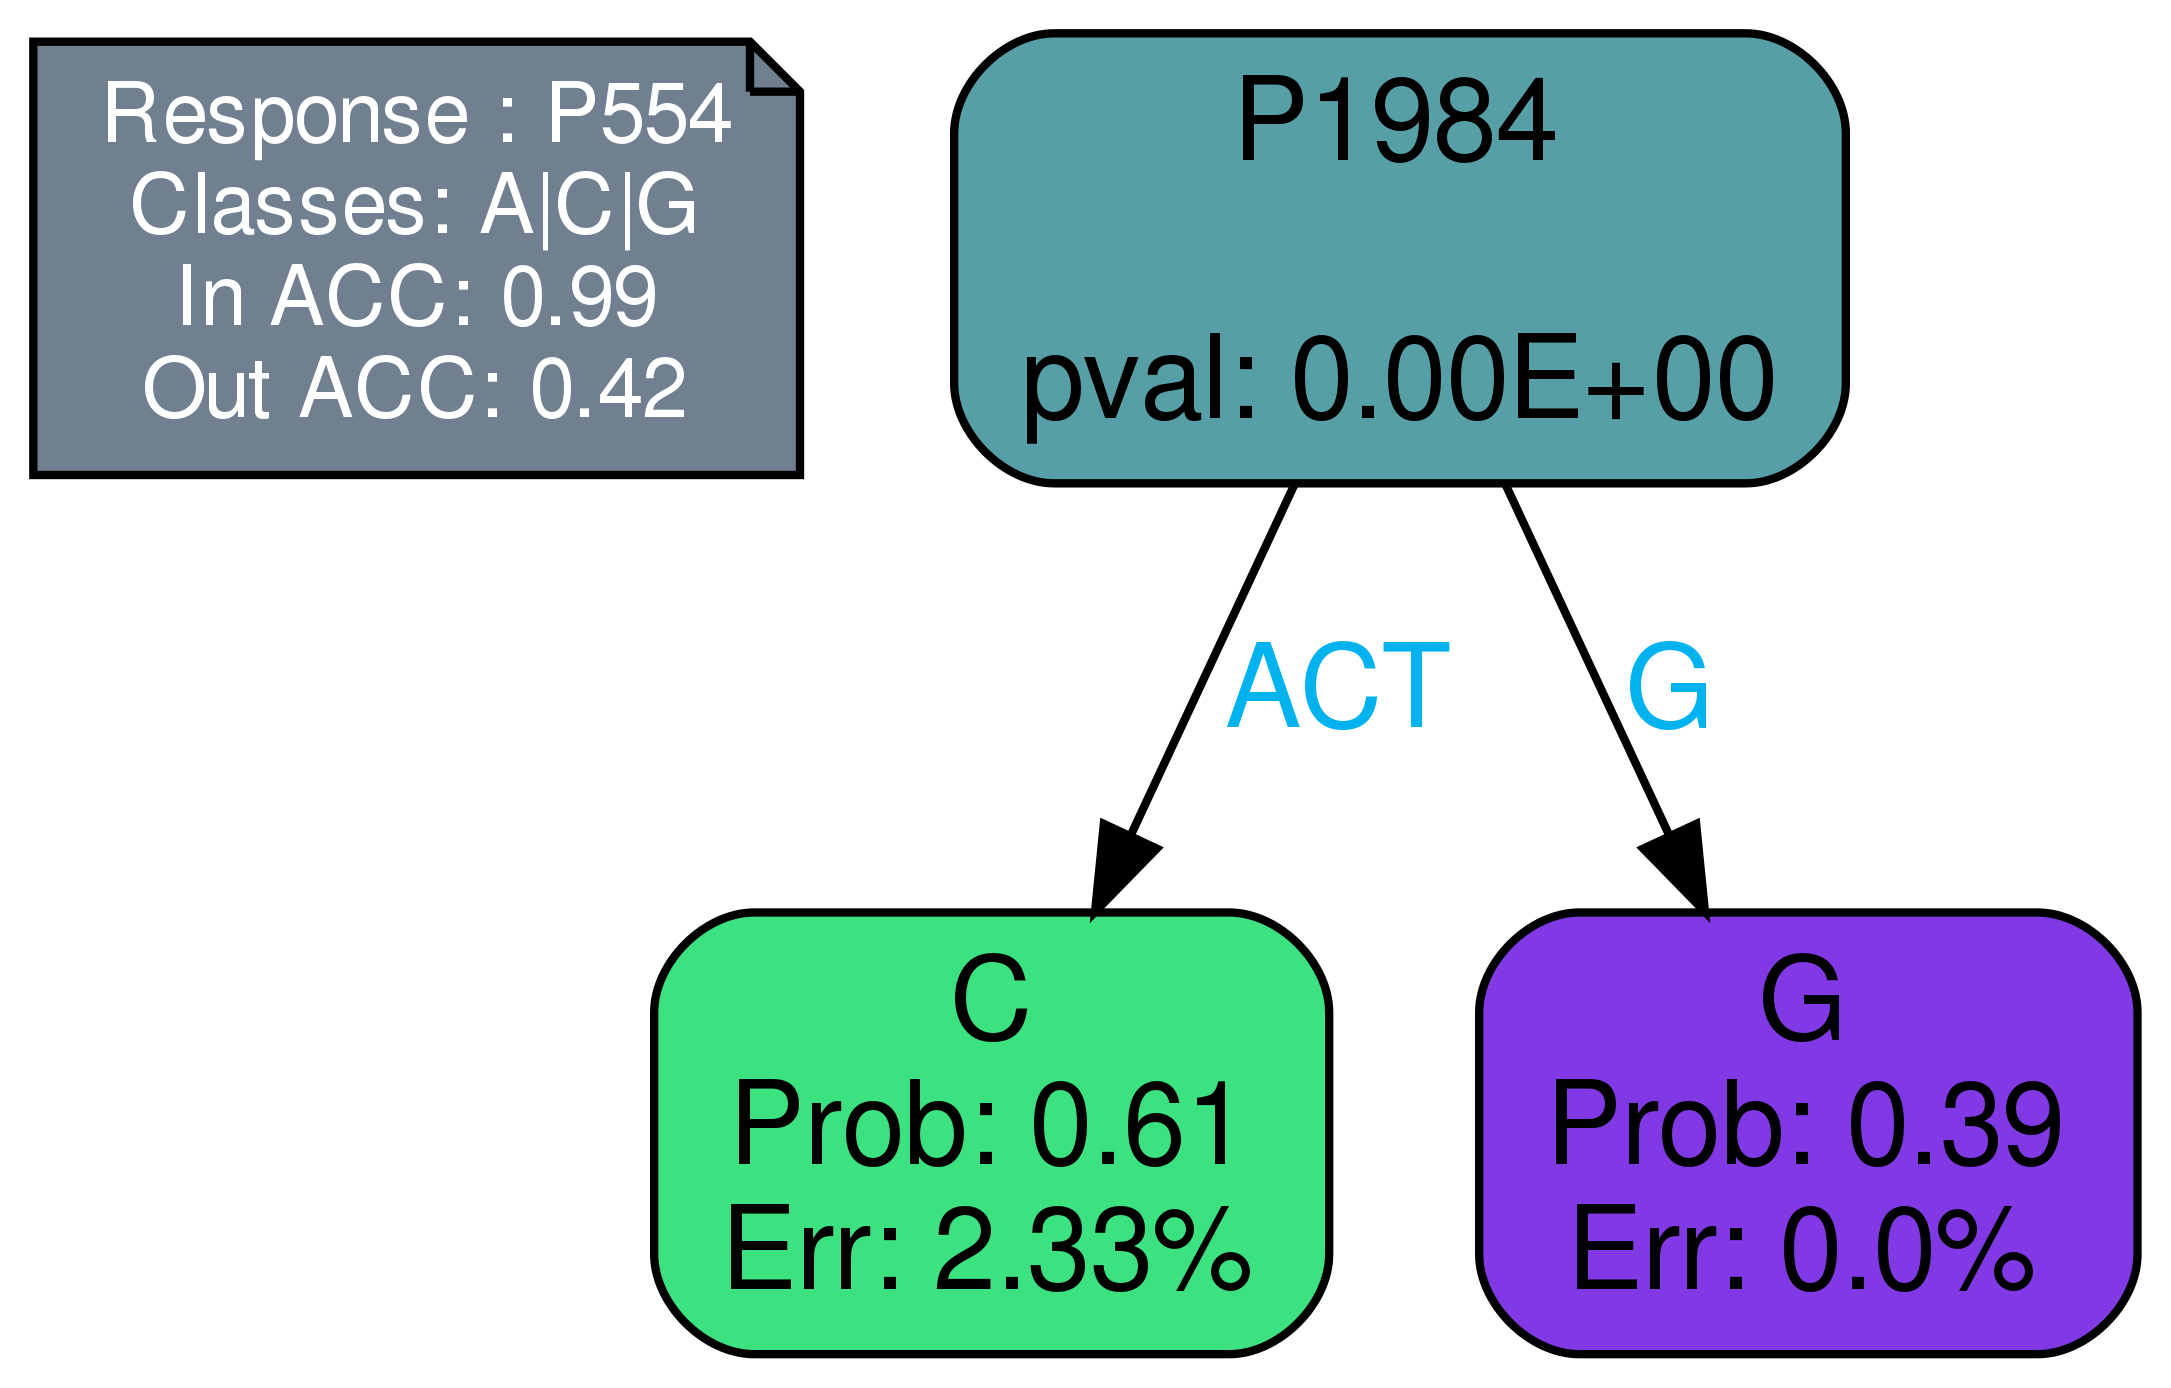 Response : P554
Classes: A|C|G
In ACC: 0.99
Out ACC: 0.42
P1984
pval: 0.00E+00
ACT
G
C
Prob: 0.61
Err: 2.33%
G
Prob: 0.39
Err: 0.0%